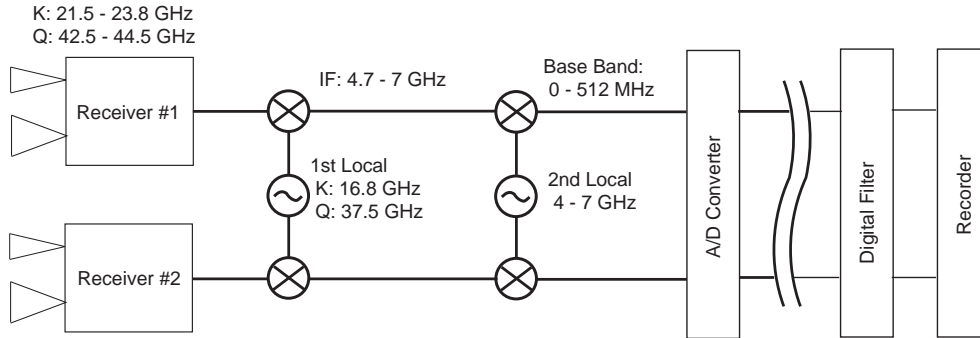 K: 21.5 - 23.8 GHz
Q: 42.5 - 44.5 GHz
Receiver #1
IF: 4.7 - 7 GHz
Base Band:
0 - 512 MHz
1st Local
K: 16.8 GHz
Q: 37.5 GHz
2nd Local
4 - 7 GHz
Receiver #2
A/D Converter
Digital Filter
Recorder